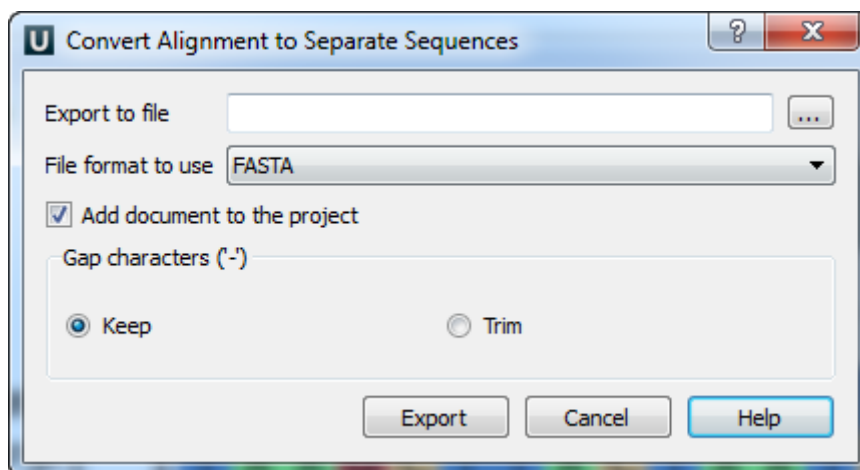 U Convert Alignment to Separate Sequences ?
Export to file ...
File format to use FASTA
Add document to the project
Gap characters ('-')
Keep Trim
Export Cancel Help